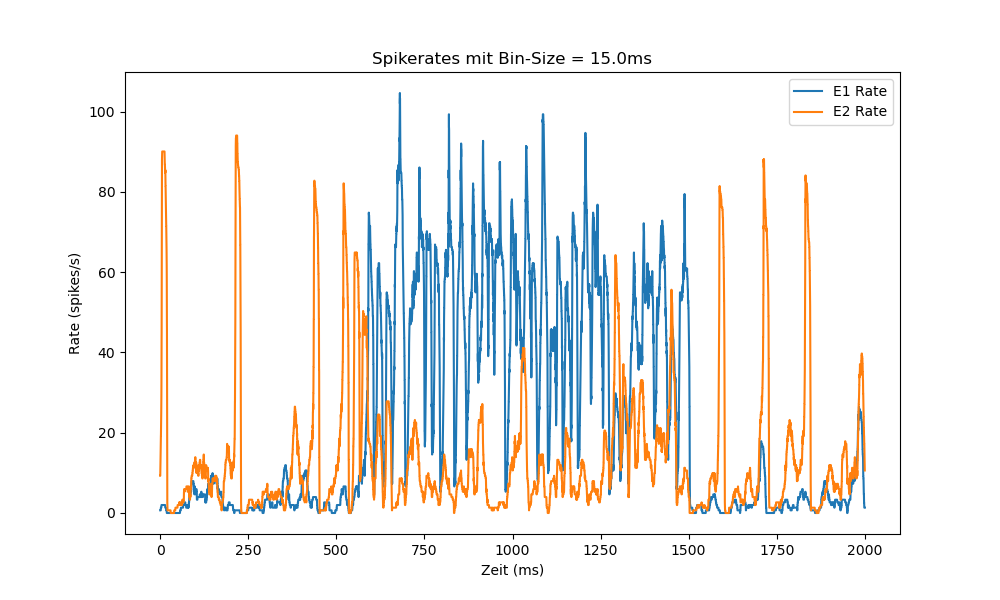 Spikerates mit Bin-Size = 15.0ms
E1 Rate
E2 Rate
100
80
60
40
20
0
Rate (spikes/s)
0 250 500 750 1000 1250 1500 1750 2000
Zeit (ms)